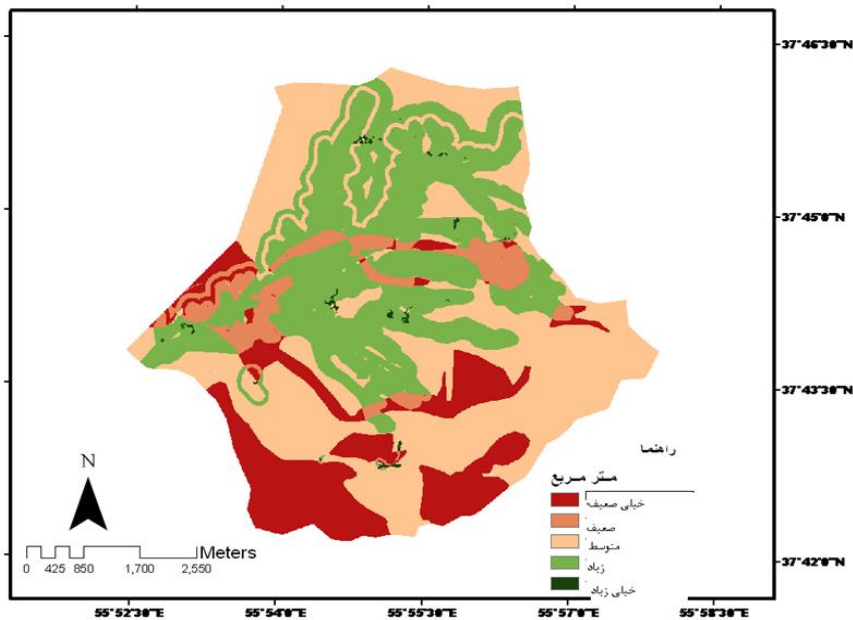 37°46'30"N
37°45'0"N
37°43'30"N
راهنما
متر مربع
خیلی ضعیف
ضعیف
متوسط
زیاد
خیلی زیاد
N
Meters
0 425 850 1,700 2,550
37°42'0"N
55°52'30"E 55°54'0"E 55°55'30"E 55°57'0"E 55°58'30"E